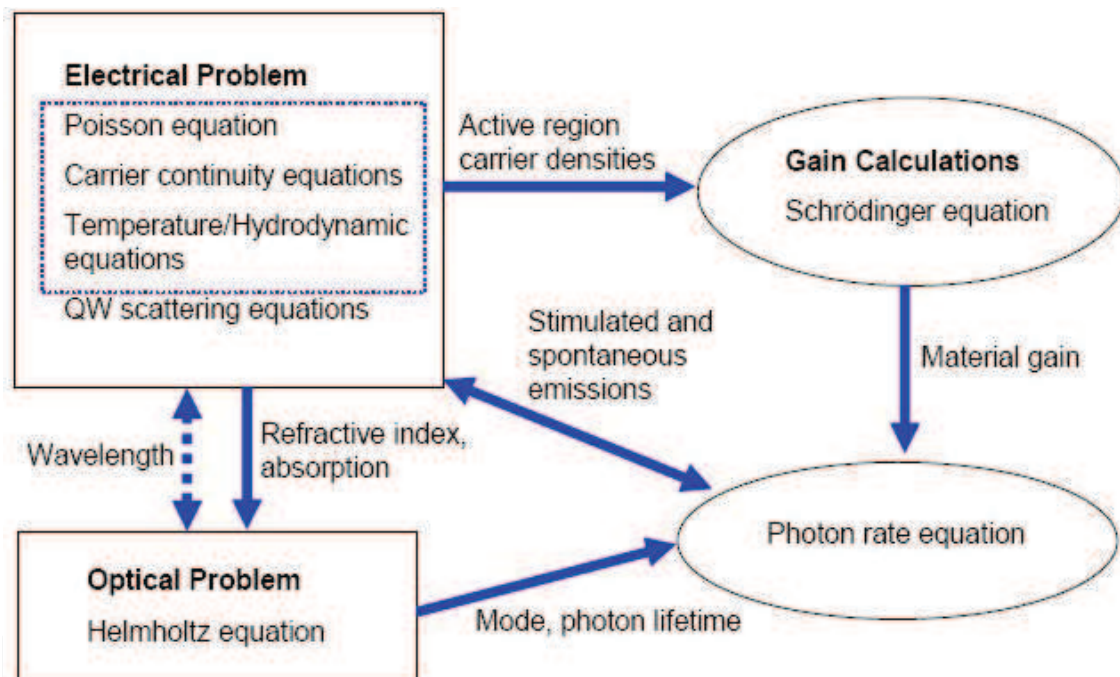 Electrical Problem
Poisson equation
Carrier continuity equations
Temperature/Hydrodynamic
equations
QW scattering equations
Active region
carrier densities
Gain Calculations
Schrödinger equation
Stimulated and
spontaneous
emissions
Material gain
Wavelength
Refractive index,
absorption
Photon rate equation
Optical Problem
Helmholtz equation
Mode, photon lifetime